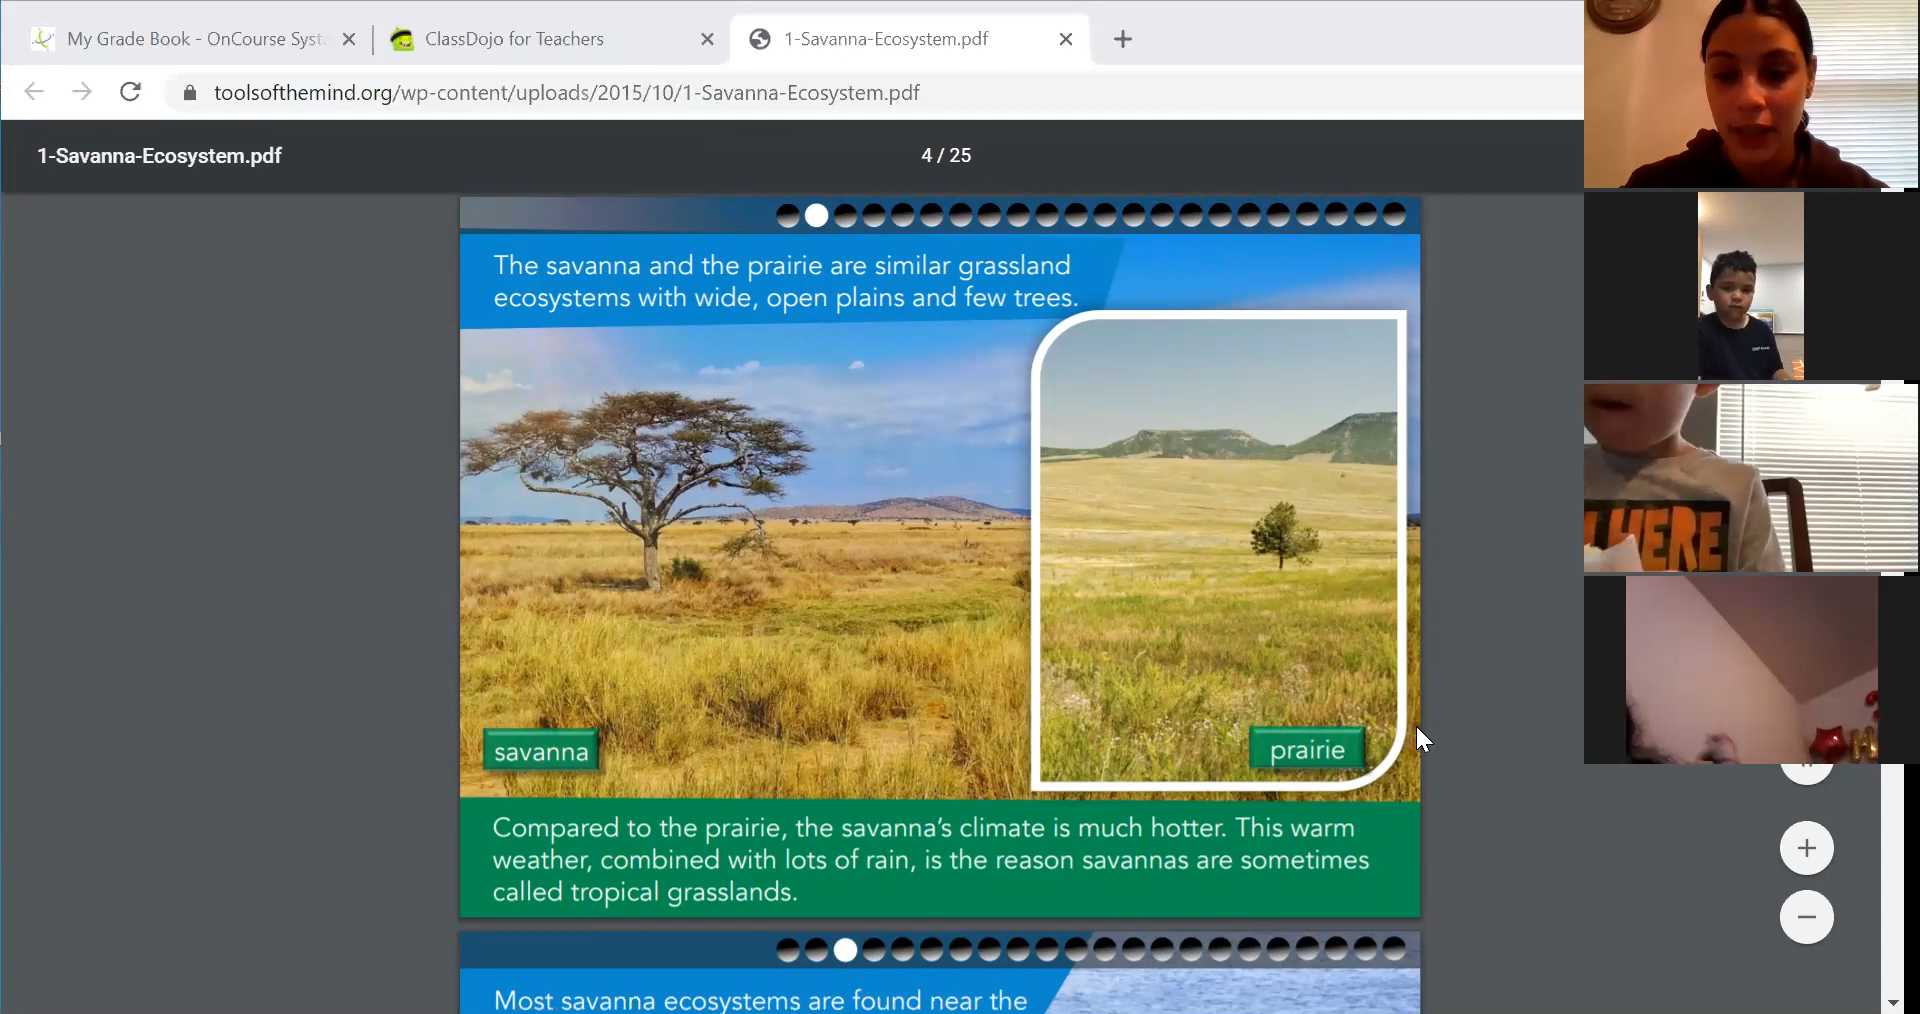 My Grade Book - OnCourse Syst
ClassDojo for Teachers
1-Savanna-Ecosystem.pdf
toolsofthemind.org/wp-content/uploads/2015/10/1-Savanna-Ecosystem.pdf
1-Savanna-Ecosystem.pdf
4 / 25
The savanna and the prairie are similar grassland
ecosystems with wide, open plains and few trees.
savanna
prairie
Compared to the prairie, the savanna's climate is much hotter. This warm
weather, combined with lots of rain, is the reason savannas are sometimes
called tropical grasslands.
Most savanna ecosystems are found near the
HERE